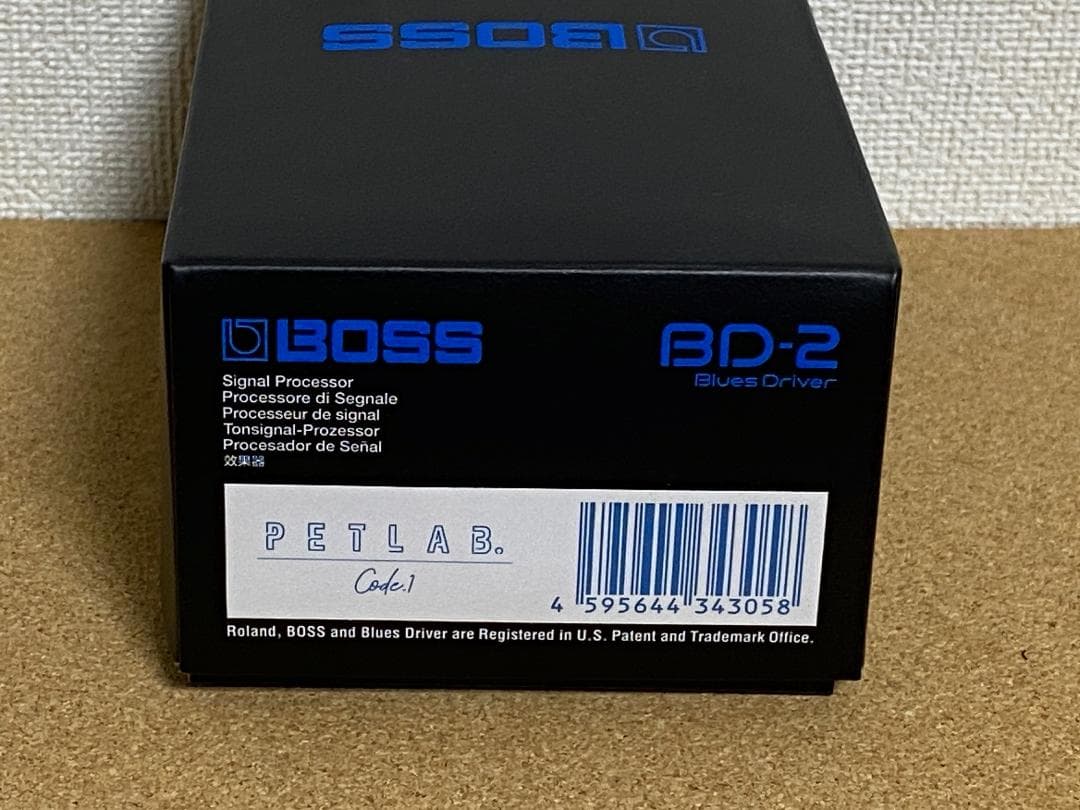 BOSS
BOSS
BD-2
Blues Driver
Signal Processor
Processore di Segnale
Processeur de signal
Tonsignal-Prozessor
Procesador de Señal
效果器
PETLAB.
Code.1
4 595644 343058
Roland, BOSS and Blues Driver are Registered in U.S. Patent and Trademark Office.